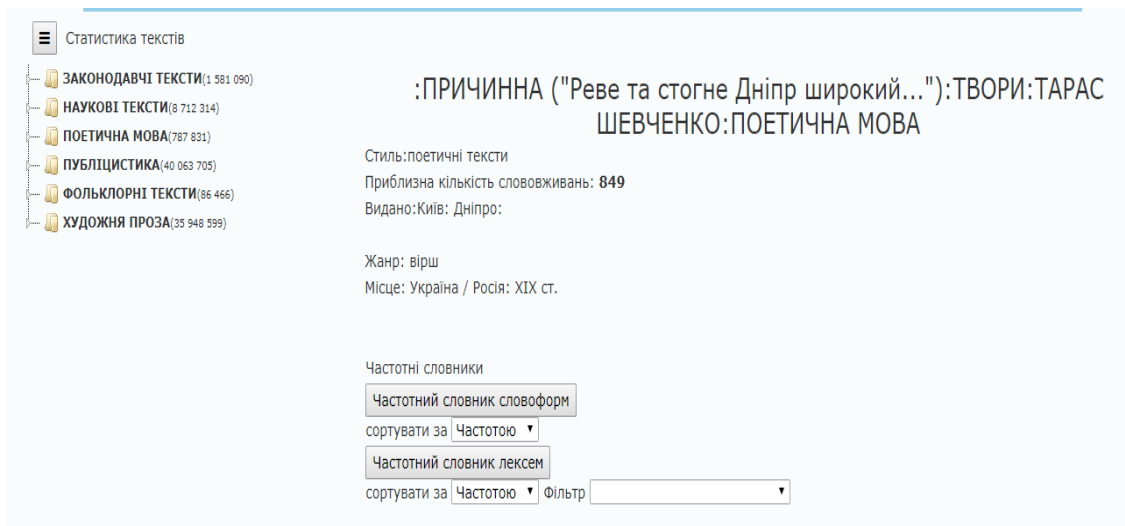 Статистика текстів
ЗАКОНОДАВЧІ ТЕКСТИ(1 581 090)
НАУКОВІ ТЕКСТИ(8 712 314)
ПОЕТИЧНА МОВА(787 831)
ПУБЛІЦИСТИКА(40 063 705)
ФОЛЬКЛОРНІ ТЕКСТИ(86 466)
ХУДОЖНЯ ПРОЗА(35 948 599)
:ПРИЧИННА ("Реве та стогне Дніпр широкий..."):ТВОРИ:ТАРАС
ШЕВЧЕНКО:ПОЕТИЧНА МОВА
Стиль:поетичні тексти
Приблизна кількість слововживань: 849
Видано:Київ: Дніпро:
Жанр: вірш
Місце: Україна / Росія: XIX ст.
Частотні словники
Частотний словник словоформ
сортувати за Частотою
Частотний словник лексем
сортувати за Частотою Фільтр